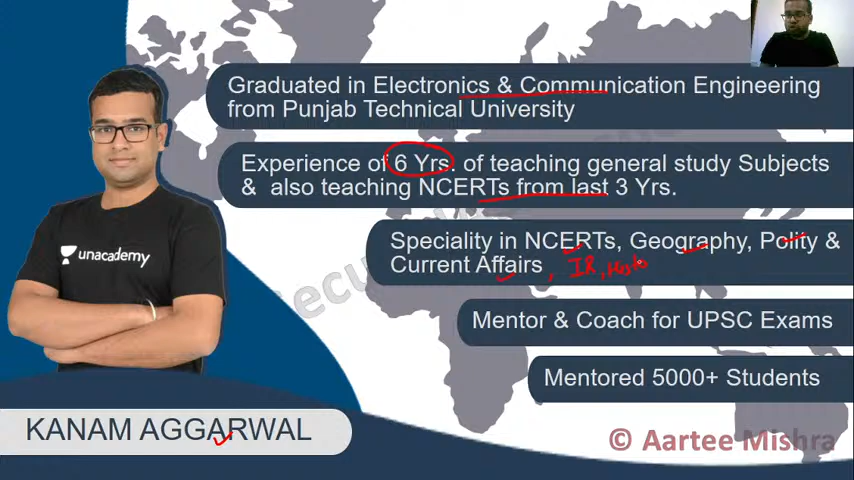 Graduated in Electronics & Communication Engineering
from Punjab Technical University
Experience of 6 Yrs. of teaching general study Subjects
& also teaching NCERTs from last 3 Yrs.
unacademy
Speciality in NCERTs, Geography, Polity &
Current Affairs, IR,
Mentor & Coach for UPSC Exams
Mentored 5000+ Students
KANAM AGGARWAL
© Aartee Mishra